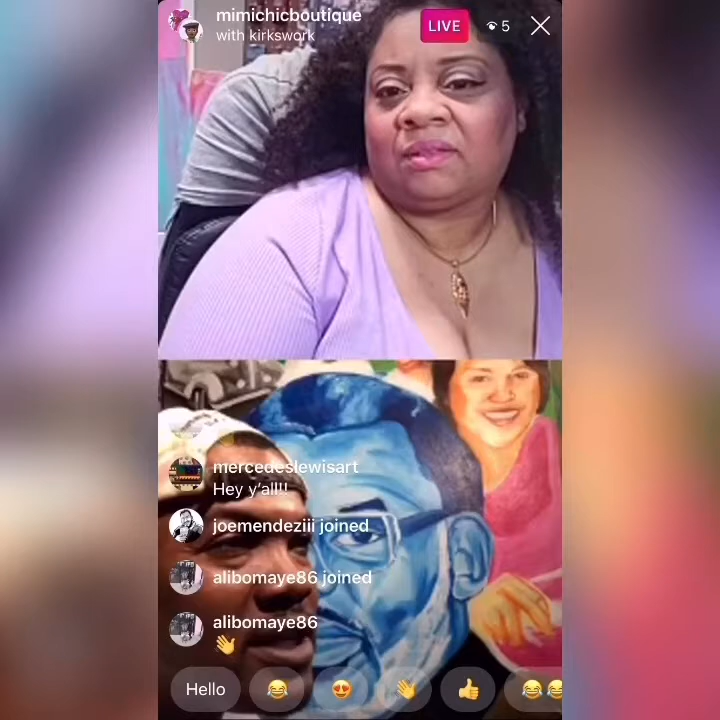 mimichicboutique
with kirkswork
LIVE
5
mercedeslewisart
Hey y'all!!
joemendeziii joined
alibomaye86 joined
alibomaye86
👋
Hello
😂
😍
👋
👍
😂😂